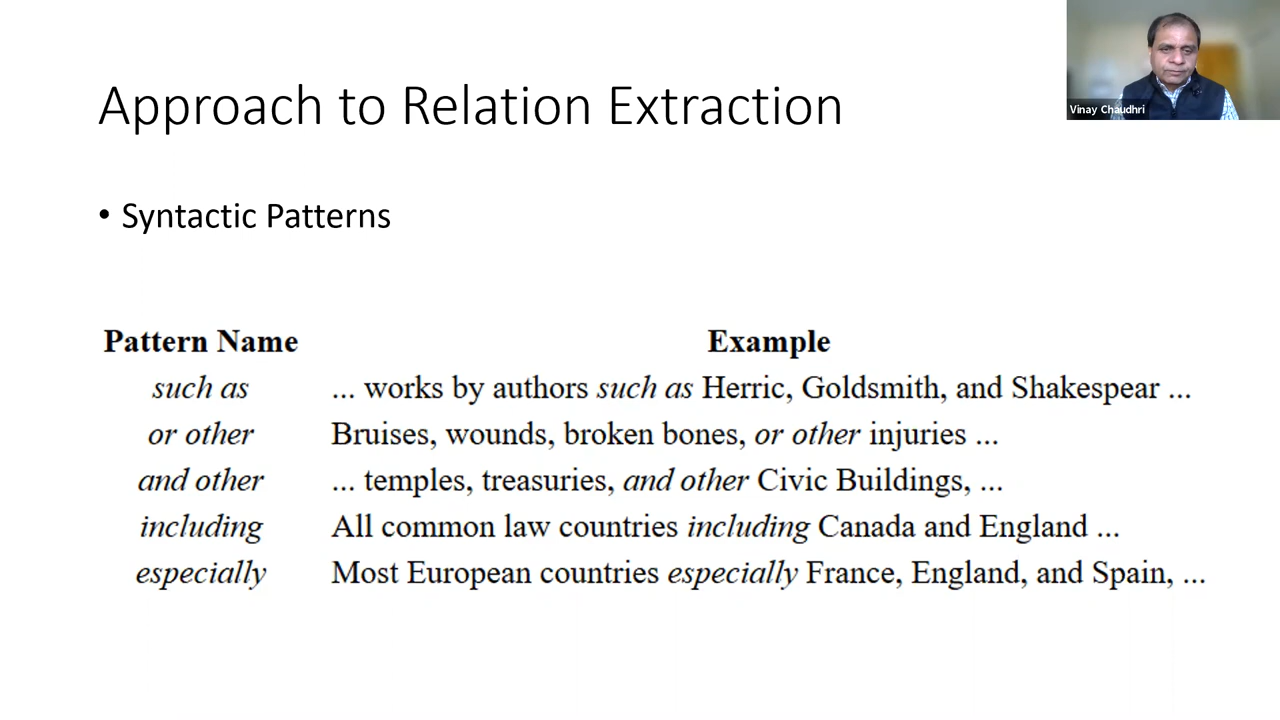 Vinay Chaudhri
Approach to Relation Extraction
• Syntactic Patterns
Pattern Name Example
such as ... works by authors such as Herric, Goldsmith, and Shakespear ...
or other Bruises, wounds, broken bones, or other injuries ...
and other ... temples, treasuries, and other Civic Buildings, ...
including All common law countries including Canada and England ...
especially Most European countries especially France, England, and Spain, ...